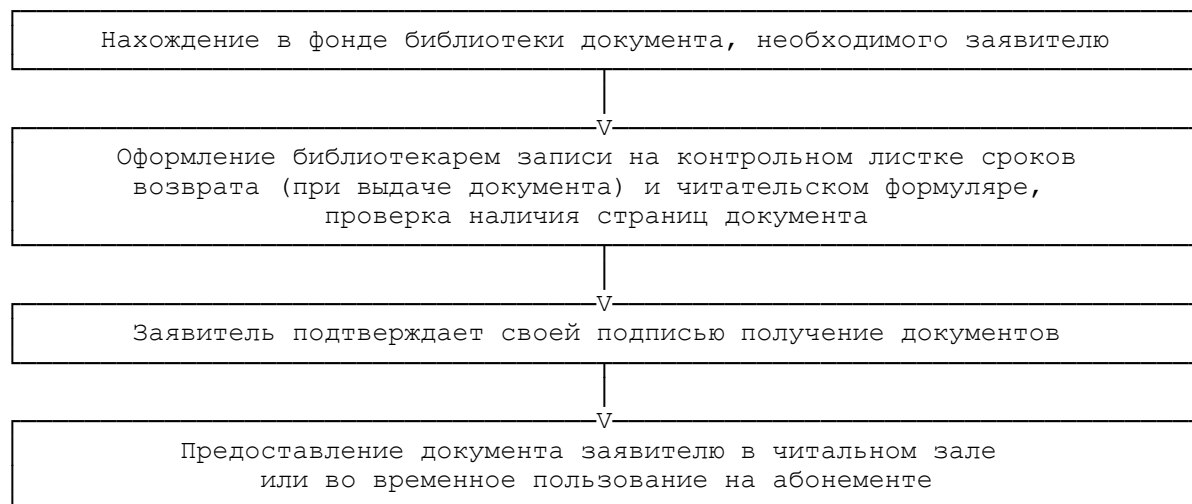 Нахождение в фонде библиотеки документа, необходимого заявителю
V
Оформление библиотекарем записи на контрольном листке сроков
возврата (при выдаче документа) и читательском формуляре,
проверка наличия страниц документа
V
Заявитель подтверждает своей подписью получение документов
V
Предоставление документа заявителю в читальном зале
или во временное пользование на абонементе